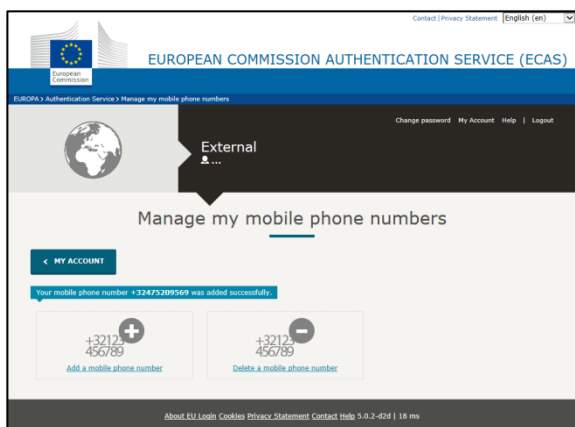 Contact | Privacy Statement English (en)
EUROPEAN COMMISSION AUTHENTICATION SERVICE (ECAS)
European
Commission
EUROPA > Authentication Service > Manage my mobile phone numbers
Change password My Account Help | Logout
External
...
Manage my mobile phone numbers
< MY ACCOUNT
Your mobile phone number +32475209569 was added successfully.
+32123
456789
Add a mobile phone number
+32123
456789
Delete a mobile phone number
About EU Login Cookies Privacy Statement Contact Help 5.0.2-d2d | 18 ms